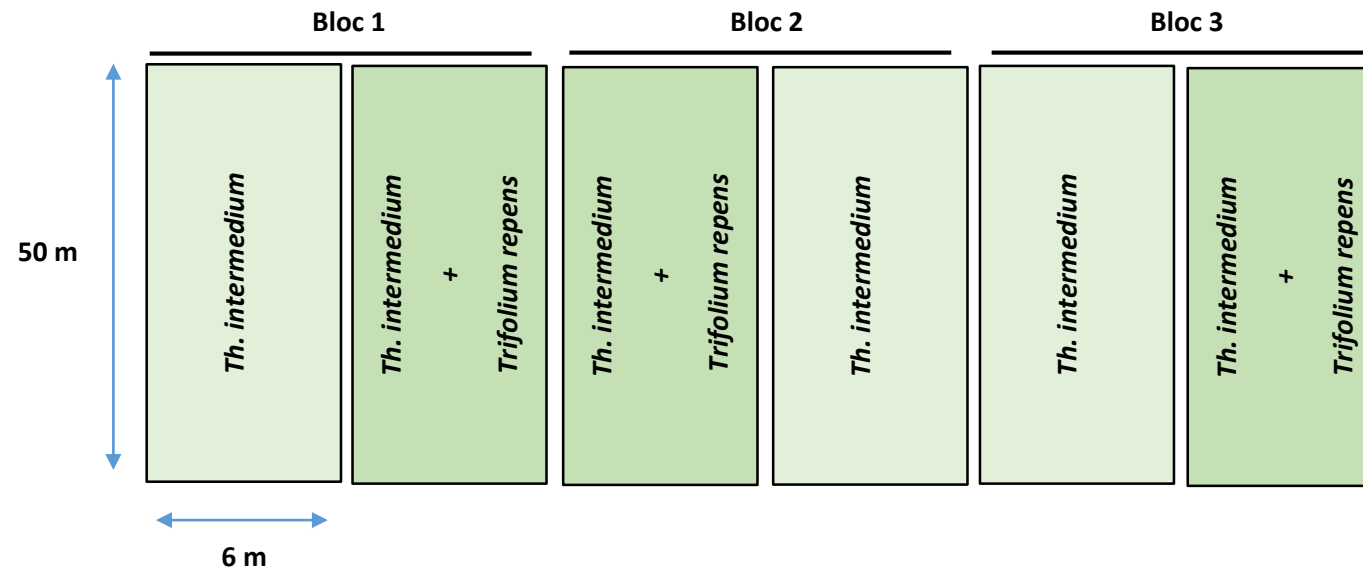 Bloc 1
Bloc 2
Bloc 3
50 m
Th. intermedium
Th. intermedium
+
Trifolium repens
Th. intermedium
+
Trifolium repens
Th. intermedium
Th. intermedium
Th. intermedium
+
Trifolium repens
6 m